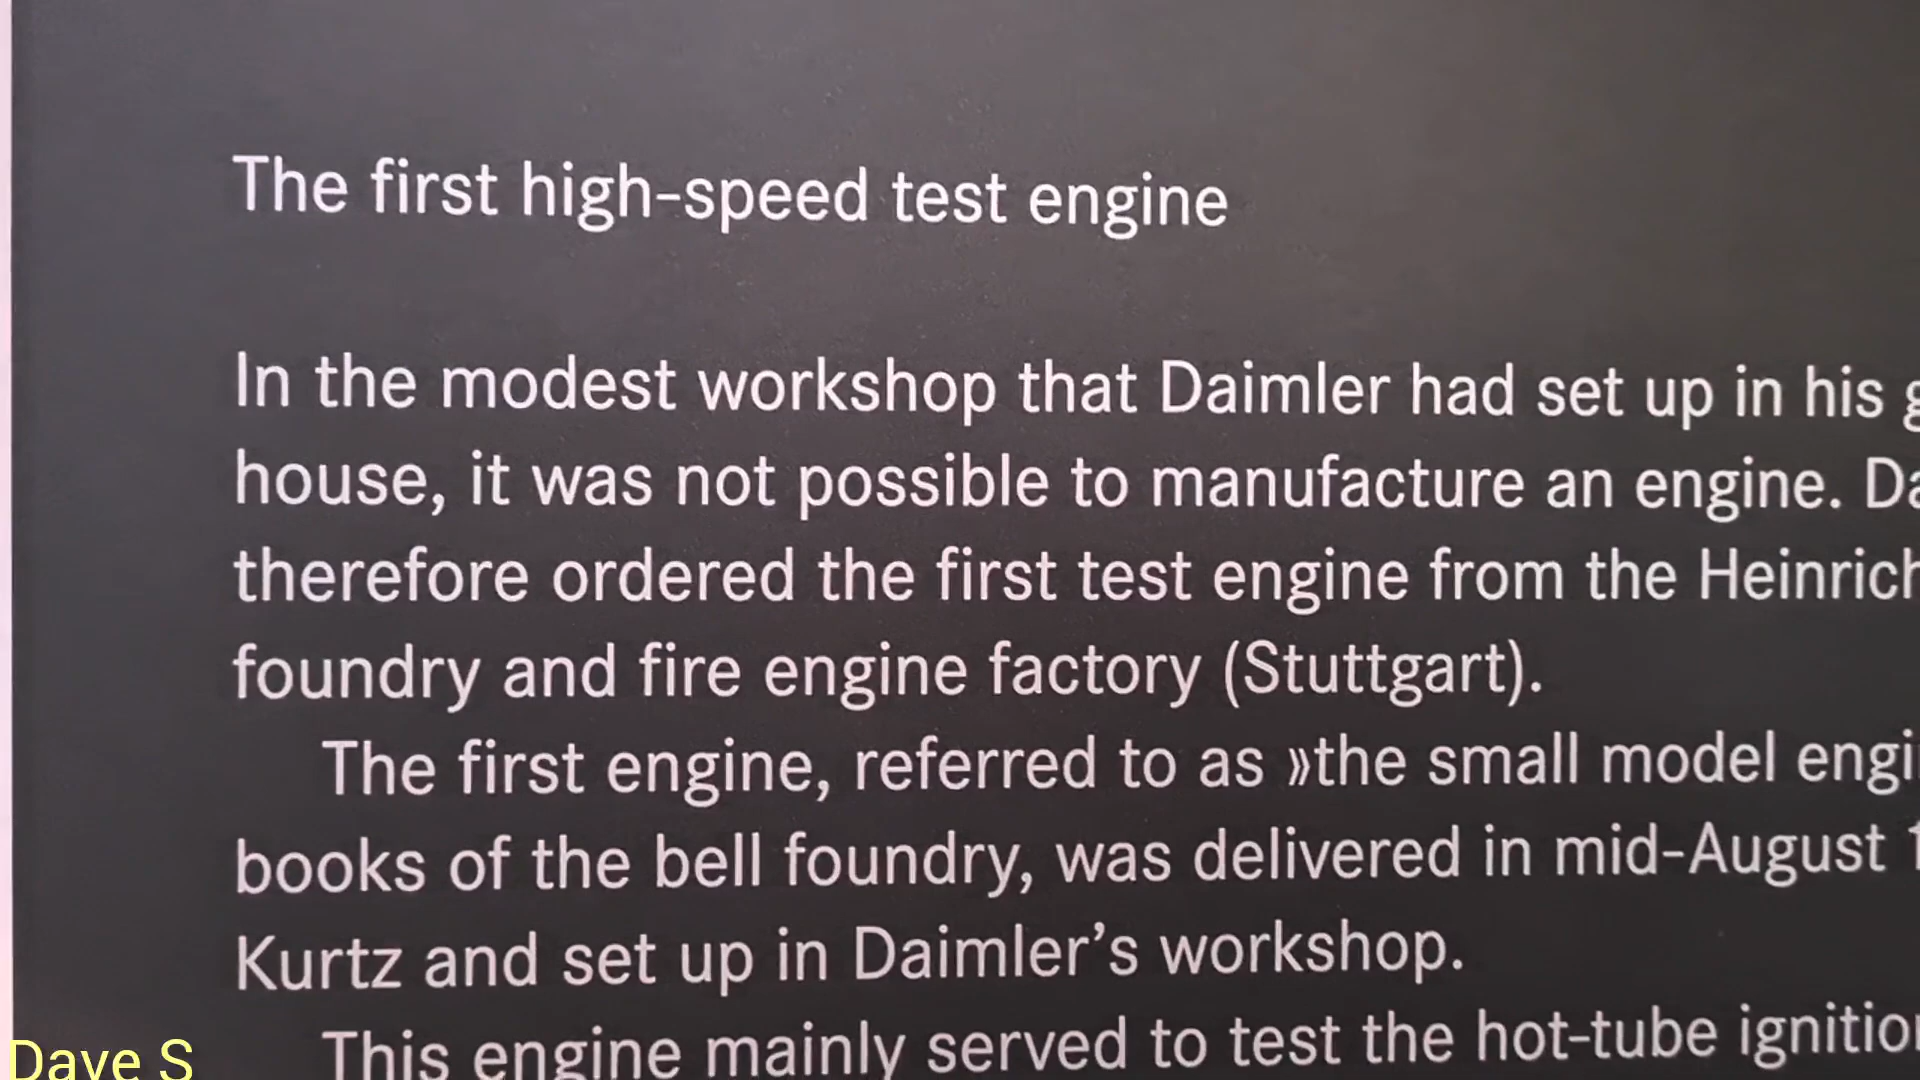 The first high-speed test engine
In the modest workshop that Daimler had set up in his
house, it was not possible to manufacture an engine.
therefore ordered the first test engine from the Heinrich
foundry and fire engine factory (Stuttgart).
The first engine, referred to as »the small model
books of the bell foundry, was delivered in mid-August
Kurtz and set up in Daimler’s workshop.
This engine mainly served to test the hot-tube
Dave S